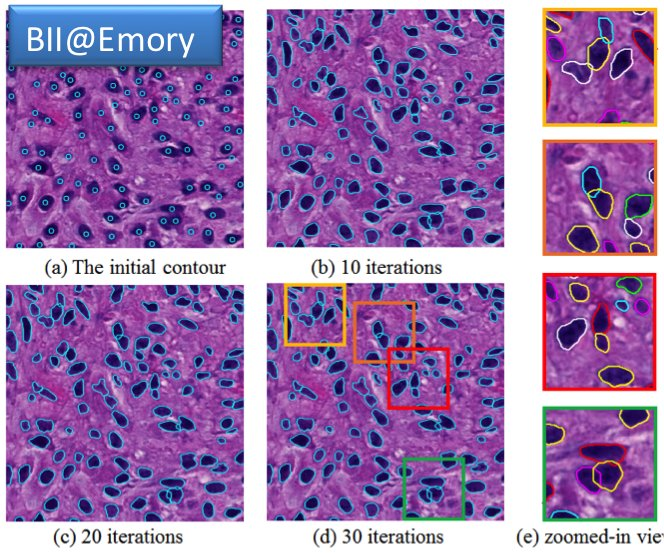 BII@Emory
(a) The initial contour
(b) 10 iterations
(c) 20 iterations
(d) 30 iterations
(e) zoomed-in vie